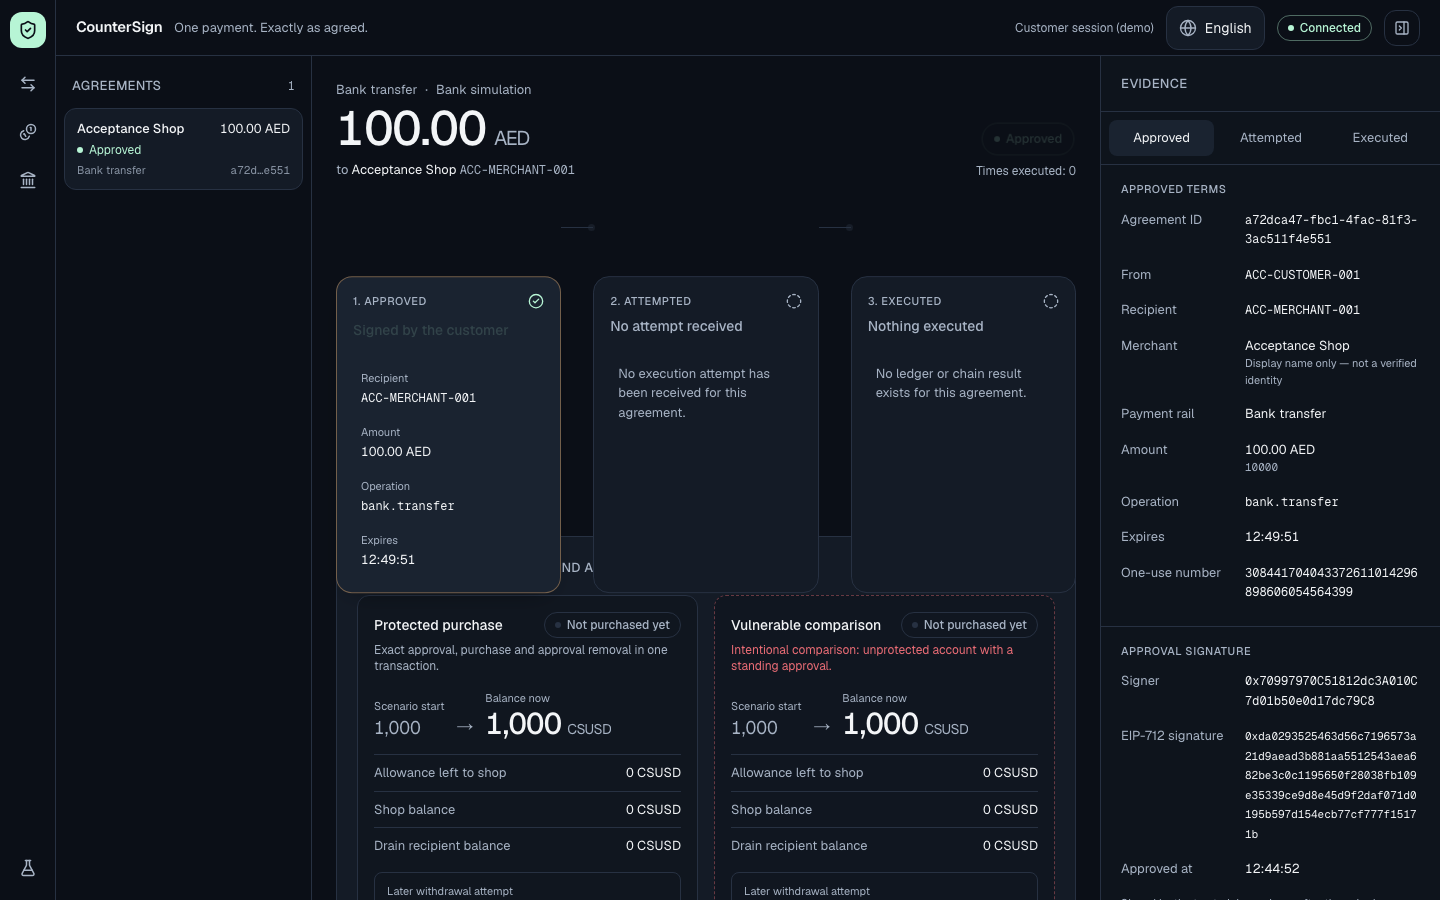 CounterSign One payment. Exactly as agreed.
Customer session (demo) English Connected
AGREEMENTS 1
Acceptance Shop 100.00 AED
Approved
Bank transfer a72d…e551
Bank transfer · Bank simulation
100.00 AED
Approved
to Acceptance Shop ACC-MERCHANT-001
Times executed: 0
1. APPROVED
Signed by the customer
Recipient
ACC-MERCHANT-001
Amount
100.00 AED
Operation
bank.transfer
Expires
12:49:51
2. ATTEMPTED
No attempt received
No execution attempt has
been received for this
agreement.
3. EXECUTED
Nothing executed
No ledger or chain result
exists for this agreement.
ND A
Protected purchase Not purchased yet
Exact approval, purchase and approval removal in one
transaction.
Scenario start Balance now
1,000 → 1,000 CSUSD
Allowance left to shop 0 CSUSD
Shop balance 0 CSUSD
Drain recipient balance 0 CSUSD
Later withdrawal attempt
Vulnerable comparison Not purchased yet
Intentional comparison: unprotected account with a
standing approval.
Scenario start Balance now
1,000 → 1,000 CSUSD
Allowance left to shop 0 CSUSD
Shop balance 0 CSUSD
Drain recipient balance 0 CSUSD
Later withdrawal attempt
EVIDENCE
Approved Attempted Executed
APPROVED TERMS
Agreement ID a72dca47-fbc1-4fac-81f3-
3ac511f4e551
From ACC-CUSTOMER-001
Recipient ACC-MERCHANT-001
Merchant Acceptance Shop
Display name only — not a verified
identity
Payment rail Bank transfer
Amount 100.00 AED
10000
Operation bank.transfer
Expires 12:49:51
One-use number 308441704043372611014296
898606054564399
APPROVAL SIGNATURE
Signer 0x70997970C51812dc3A010C
7d01b50e0d17dc79C8
EIP-712 signature 0xda0293525463d56c7196573a
21d9aead3b881aa5512543aea6
82be3c0c1195650f28038fb109
e35339ce9d8e45d9f2daf071d0
195b597d154ecb77cf777f1517
1b
Approved at 12:44:52